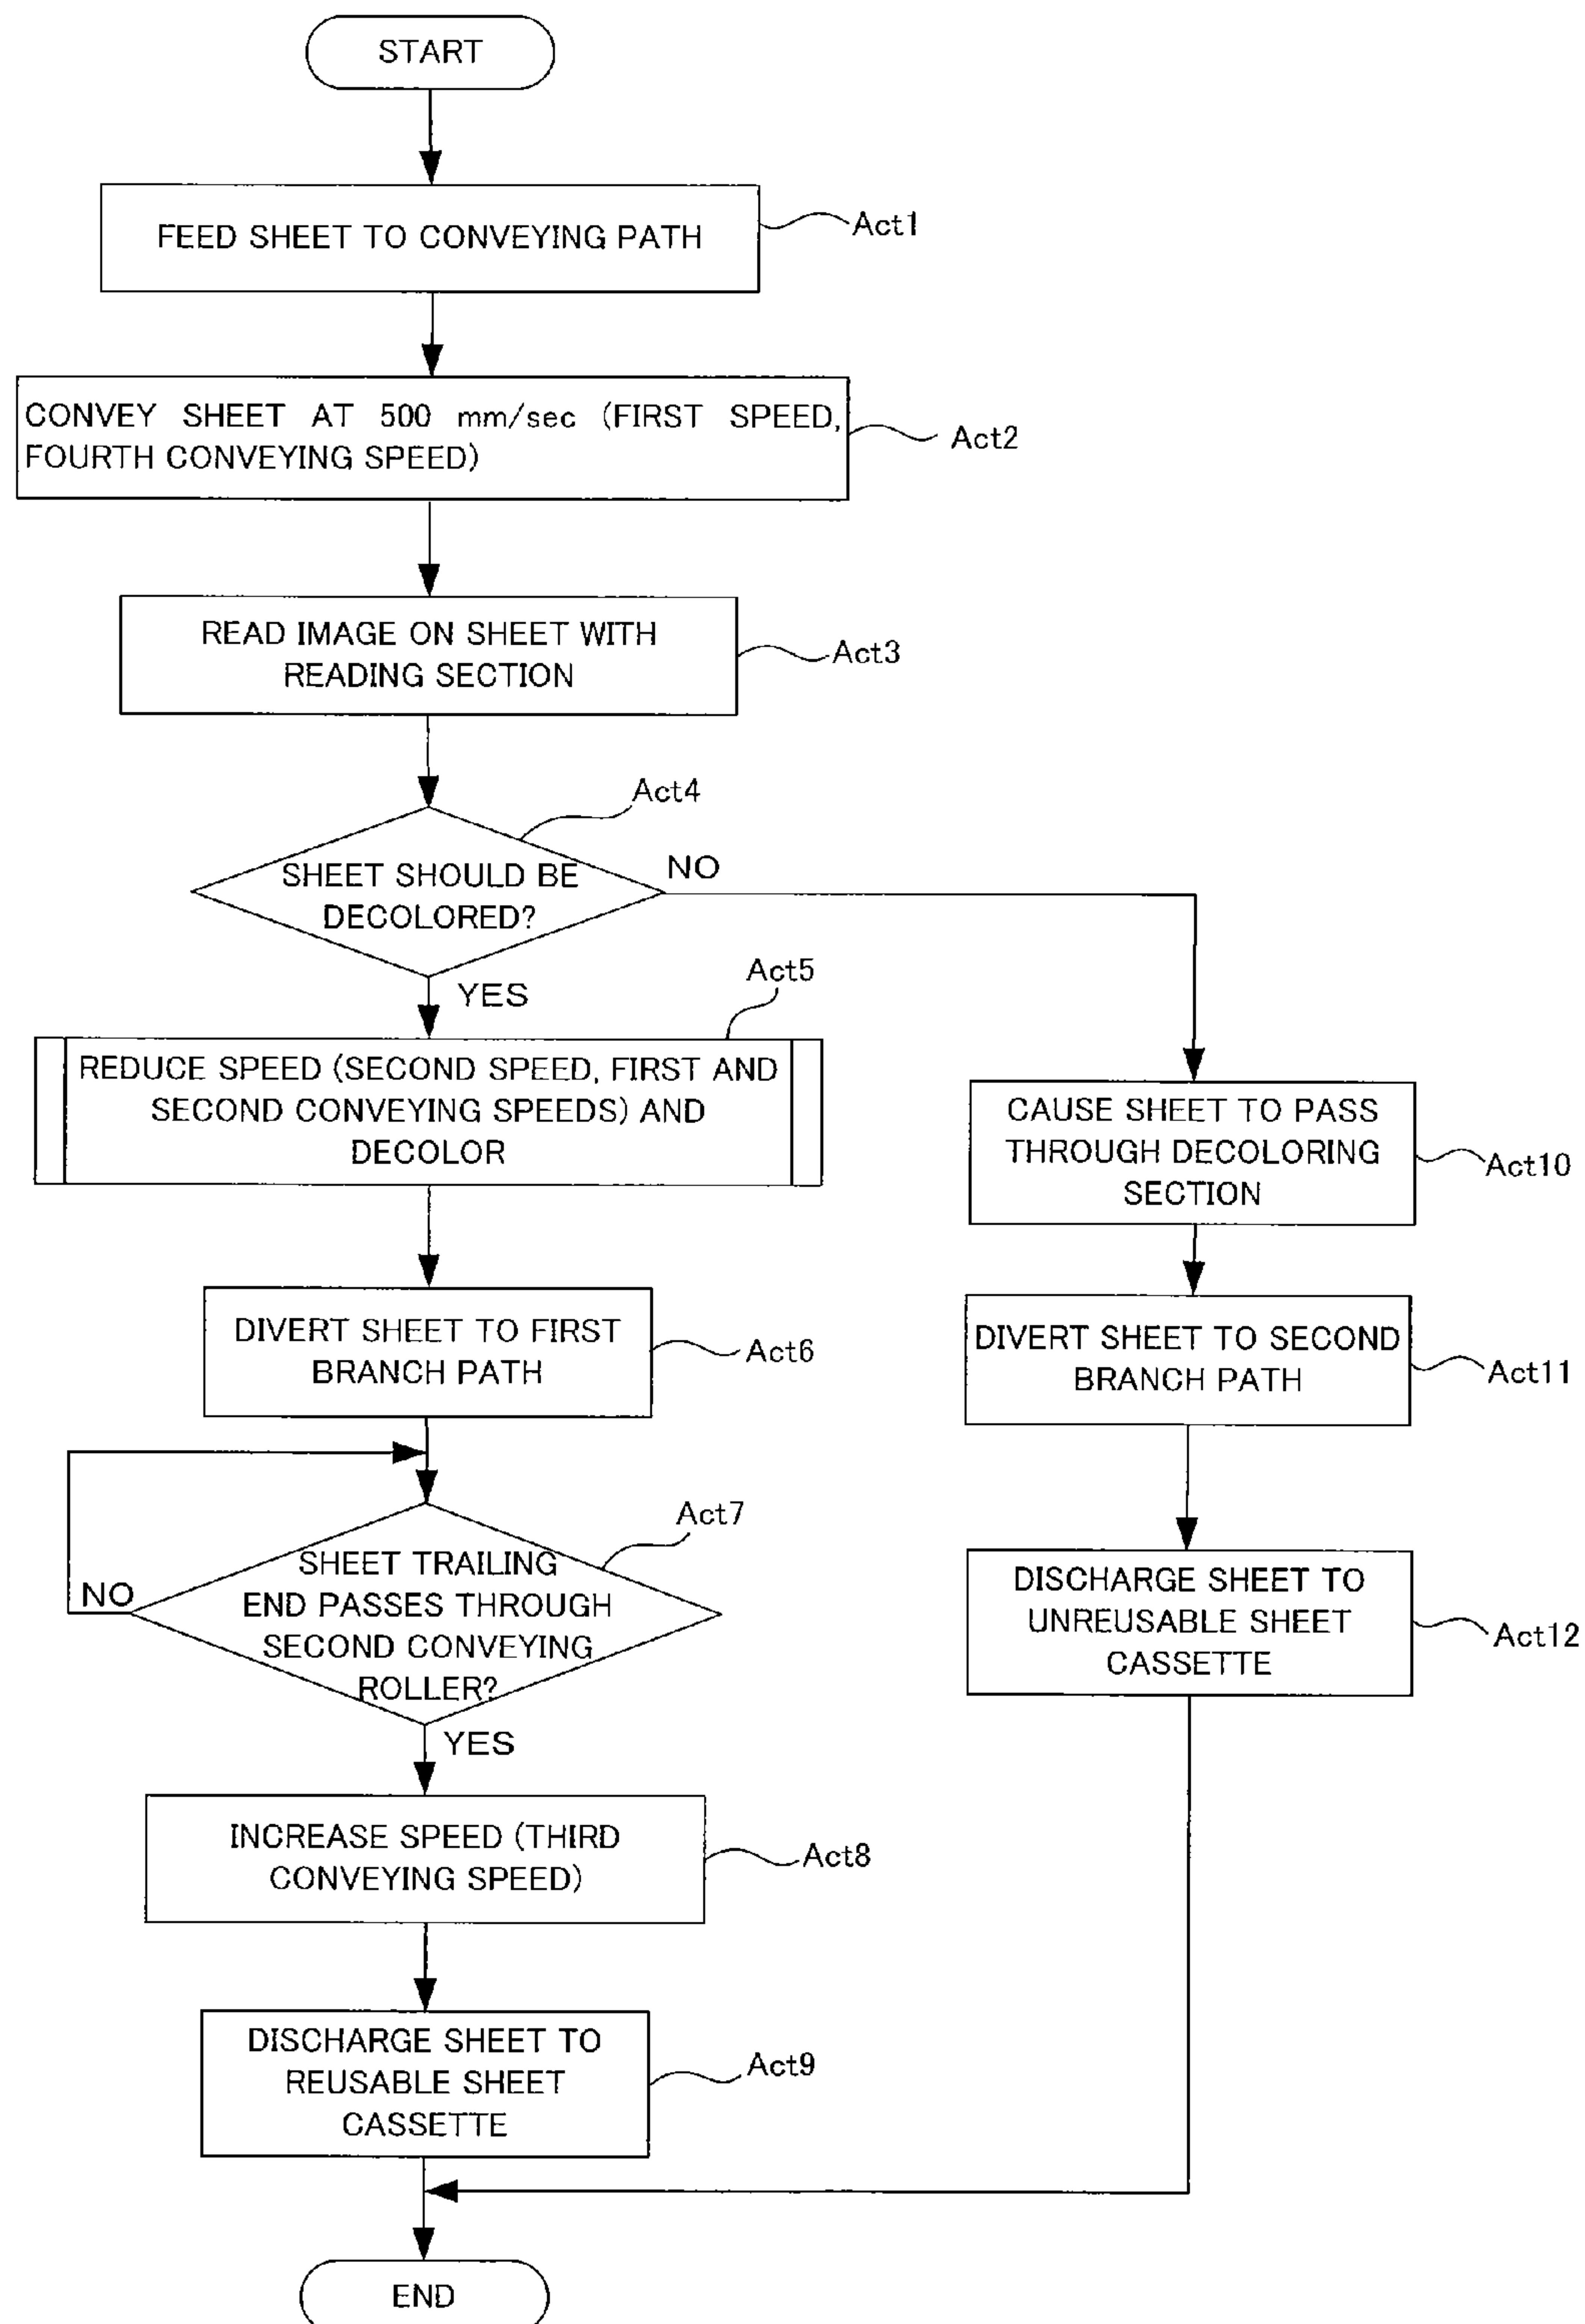 START
FEED SHEET TO CONVEYING PATH
Act1
CONVEY SHEET AT 500 mm/sec (FIRST SPEED,
FOURTH CONVEYING SPEED)
Act2
READ IMAGE ON SHEET WITH
READING SECTION
Act3
Act4
SHEET SHOULD BE
DECOLORED?
NO
YES
Act5
REDUCE SPEED (SECOND SPEED, FIRST AND
SECOND CONVEYING SPEEDS) AND
DECOLOR
CAUSE SHEET TO PASS
THROUGH DECOLORING
SECTION
Act10
DIVERT SHEET TO FIRST
BRANCH PATH
Act6
DIVERT SHEET TO SECOND
BRANCH PATH
Act11
Act7
SHEET TRAILING
END PASSES THROUGH
SECOND CONVEYING
ROLLER?
NO
YES
DISCHARGE SHEET TO
UNREUSABLE SHEET
CASSETTE
Act12
INCREASE SPEED (THIRD
CONVEYING SPEED)
Act8
DISCHARGE SHEET TO
REUSABLE SHEET
CASSETTE
Act9
END